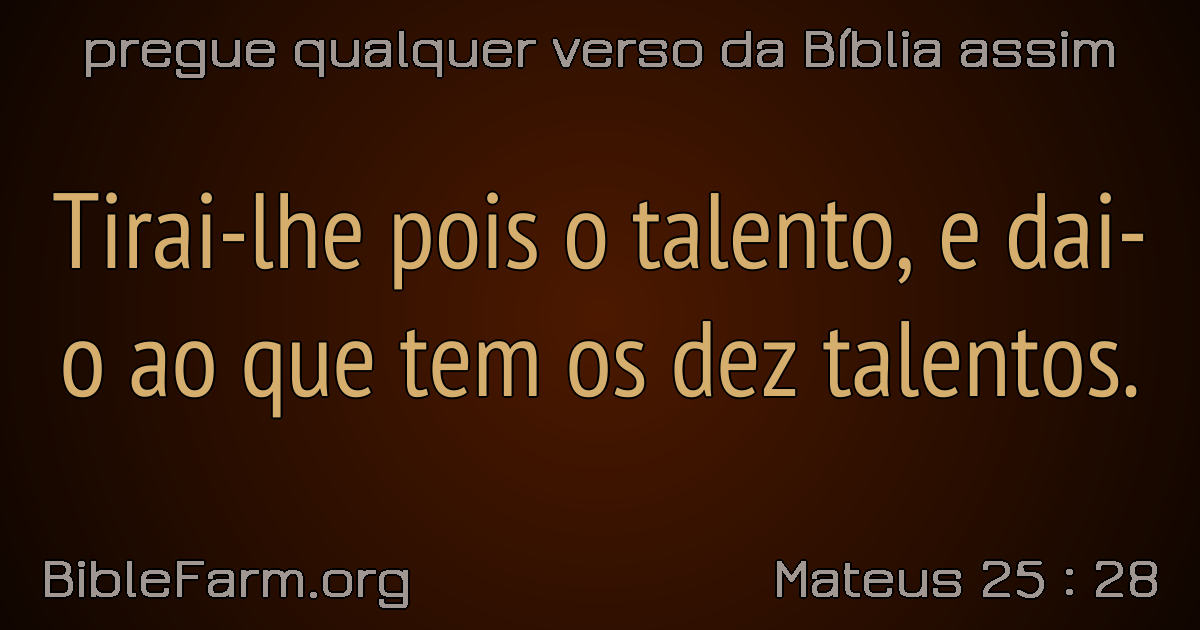 pregue qualquer verso da Bíblia assim
Tirai-lhe pois o talento, e dai-
o ao que tem os dez talentos.
BibleFarm.org
Mateus 25 : 28